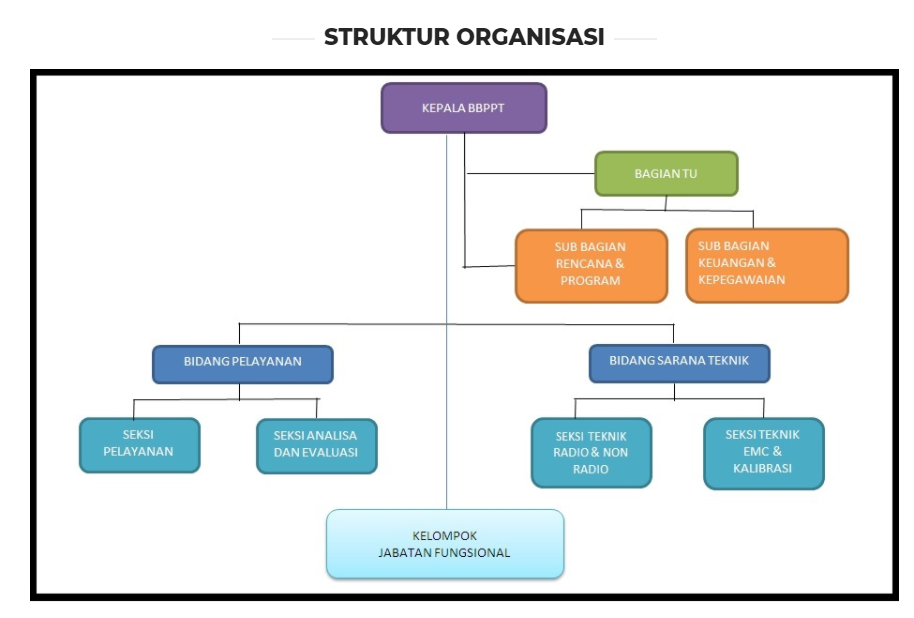 STRUKTUR ORGANISASI
KEPALA BBPPT
BAGIAN TU
SUB BAGIAN
RENCANA &
PROGRAM
SUB BAGIAN
KEUANGAN &
KEPEGAWAIAN
BIDANG PELAYANAN
BIDANG SARANA TEKNIK
SEKSI
PELAYANAN
SEKSI ANALISA
DAN EVALUASI
SEKSI TEKNIK
RADIO & NON
RADIO
SEKSI TEKNIK
EMC &
KALIBRASI
KELOMPOK
JABATAN FUNGSIONAL